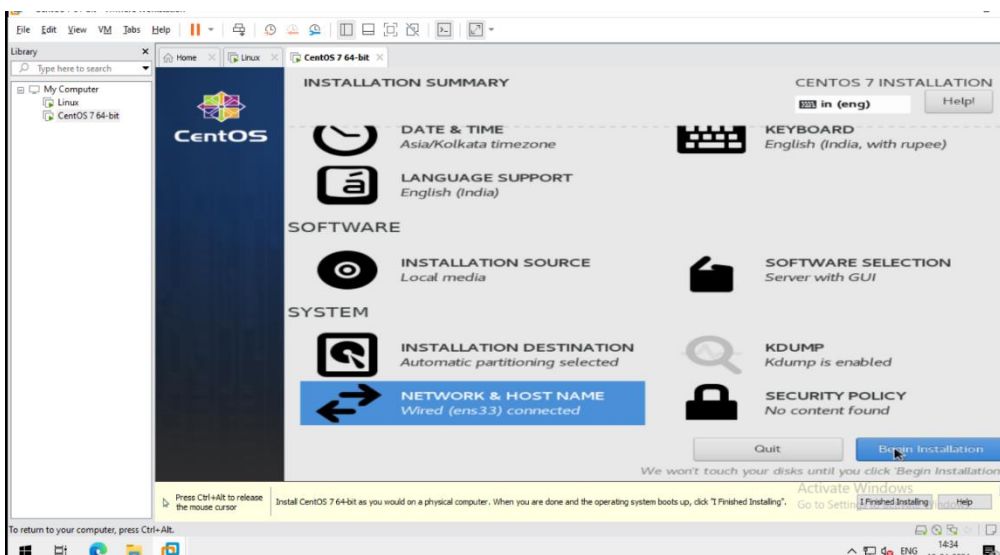 File Edit View VM Tabs Help
Library
Type here to search
My Computer
Linux
CentOS 7 64-bit
Home
Linux
CentOS 7 64-bit
CentOS
INSTALLATION SUMMARY
CENTOS 7 INSTALLATION
in (eng)
Help!
DATE & TIME
Asia/Kolkata timezone
KEYBOARD
English (India, with rupee)
LANGUAGE SUPPORT
English (India)
SOFTWARE
INSTALLATION SOURCE
Local media
SOFTWARE SELECTION
Server with GUI
SYSTEM
INSTALLATION DESTINATION
Automatic partitioning selected
KDUMP
Kdump is enabled
NETWORK & HOST NAME
Wired (ens33) connected
SECURITY POLICY
No content found
Quit
Begin Installation
We won't touch your disks until you click 'Begin Installation
Press Ctrl+Alt to release
the mouse cursor
Install CentOS 7 64-bit as you would on a physical computer. When you are done and the operating system boots up, click "I Finished Installing".
Activate Windows
Go to Setting
I Finished Installing
Help
To return to your computer, press Ctrl+Alt.
ENG
14:34